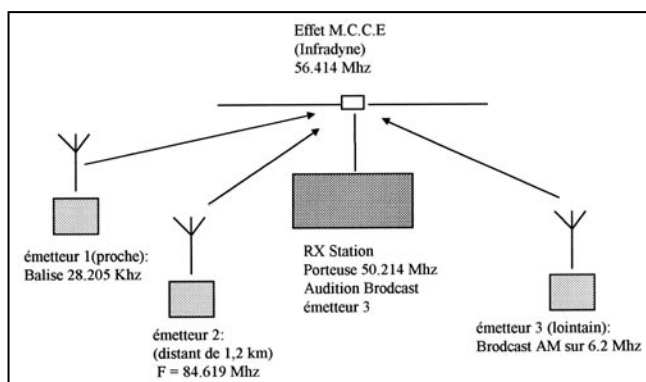 Effet M.C.C.E
(Infradyne)
56.414 Mhz
émetteur 1(proche):
Balise 28.205 Khz
émetteur 2:
(distant de 1,2 km)
F = 84.619 Mhz
RX Station
Porteuse 50.214 Mhz
Audition Brodcast
émetteur 3
émetteur 3 (lointain):
Brodcast AM sur 6.2 Mhz